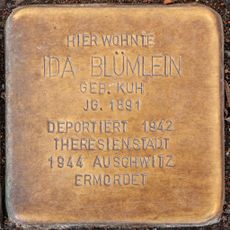 HIER WOHNTE
IDA BLÜMLEIN
GEB. KUH
JG. 1891
DEPORTIERT 1942
THERESIENSTADT
1944 AUSCHWITZ
ERMORDET